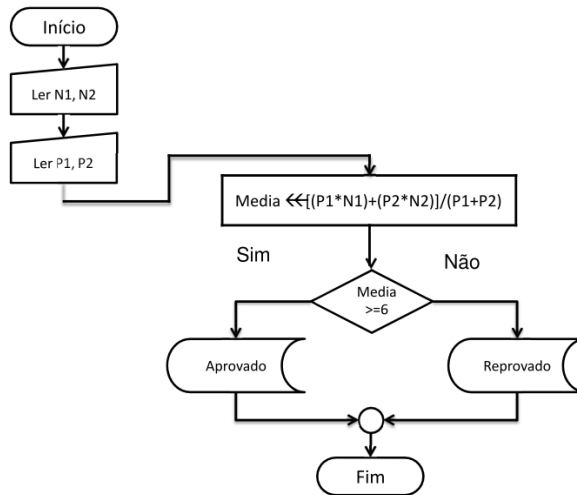 Início
Ler N1, N2
Ler P1, P2
Media ⋘[(P1*N1)+(P2*N2)]/(P1+P2)
Sim
Não
Media
>=6
Aprovado
Reprovado
Fim